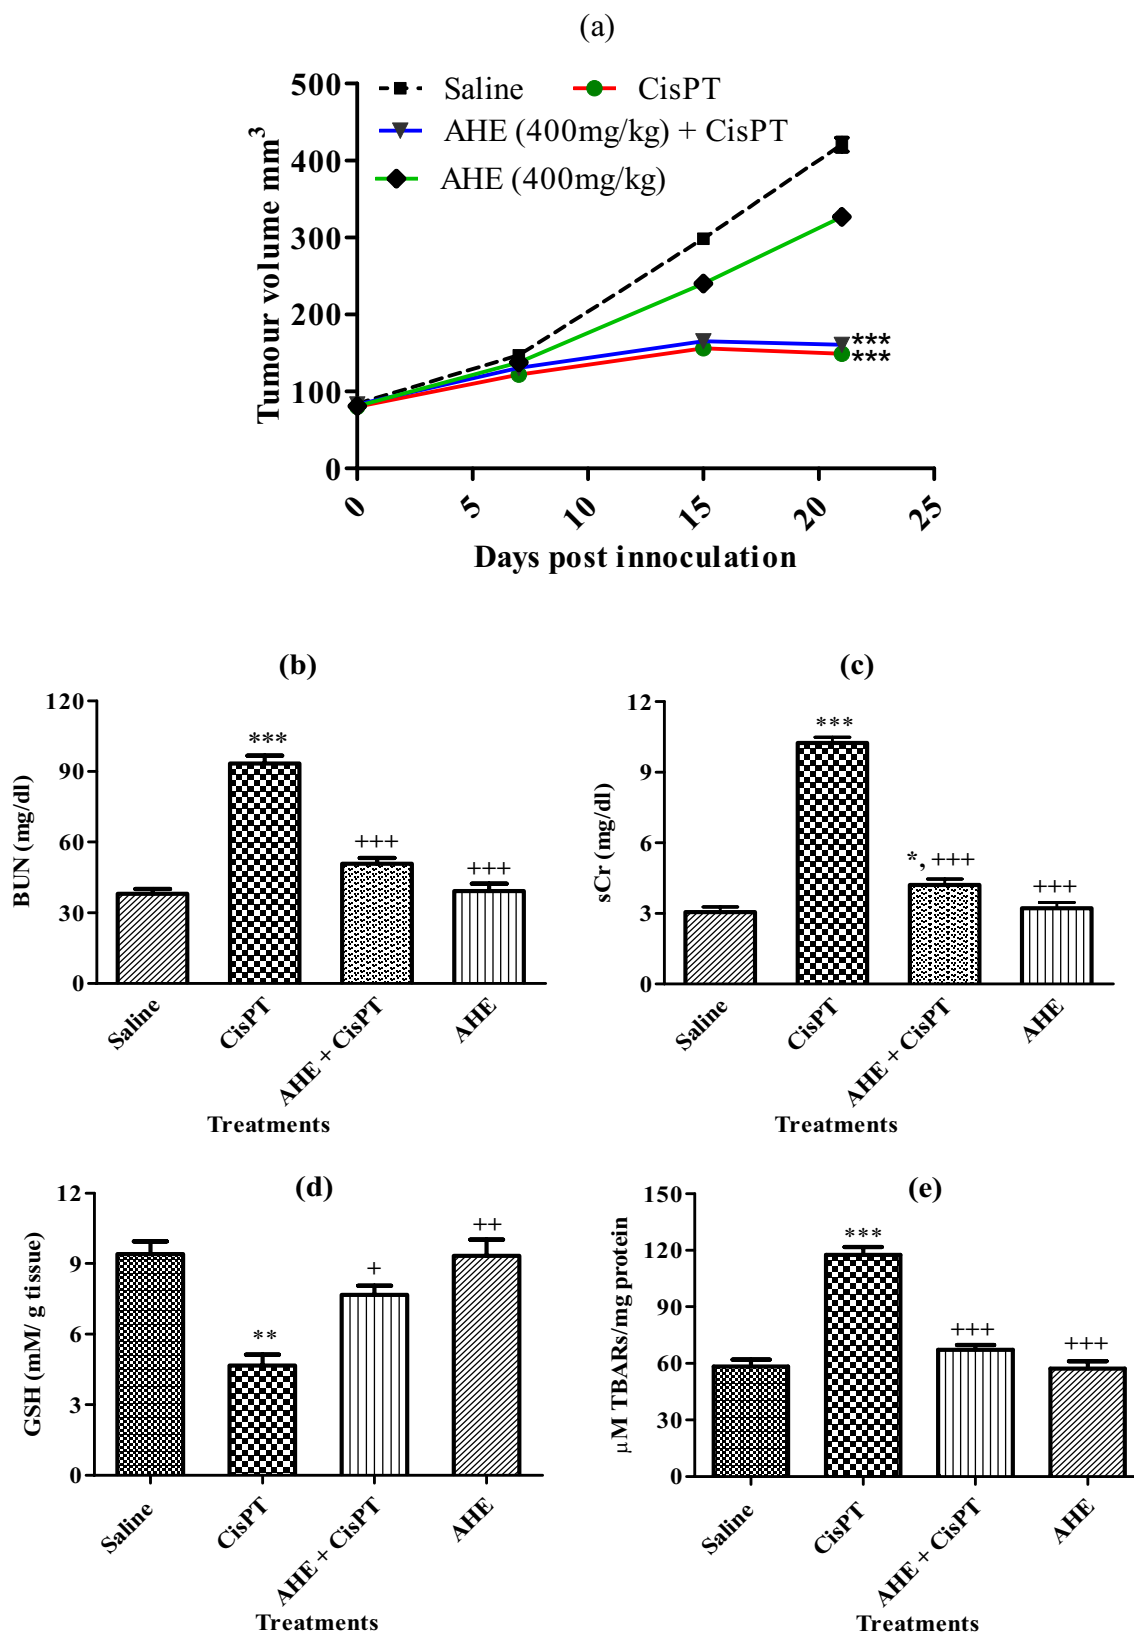 (a)
500
400
300
200
100
0
Tumour volume mm³
Saline
CisPT
AHE (400mg/kg) + CisPT
AHE (400mg/kg)
***
***
0 5 10 15 20 25
Days post innoculation
(b)
120
90
60
30
0
BUN (mg/dl)
***
+++
+++
Saline
CisPT
AHE + CisPT
AHE
Treatments
(c)
12
9
6
3
0
sCr (mg/dl)
***
*, +++
+++
Saline
CisPT
AHE + CisPT
AHE
Treatments
(d)
12
9
6
3
0
GSH (mM/ g tissue)
**
+
++
Saline
CisPT
AHE + CisPT
AHE
Treatments
(e)
150
120
90
60
30
0
µM TBARs/mg protein
***
+++
+++
Saline
CisPT
AHE + CisPT
AHE
Treatments